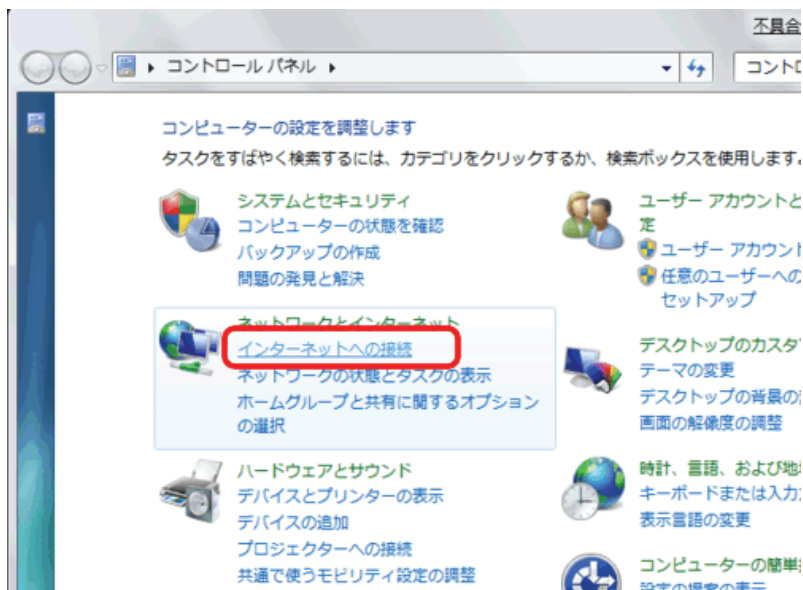 不具合
コントロール パネル
コントロ
コンピューターの設定を調整します
タスクをすばやく検索するには、カテゴリをクリックするか、検索ボックスを使用します。
システムとセキュリティ
コンピューターの状態を確認
バックアップの作成
問題の発見と解決
ネットワークとインターネット
インターネットへの接続
ネットワークの状態とタスクの表示
ホームグループと共有に関するオプション
の選択
ハードウェアとサウンド
デバイスとプリンターの表示
デバイスの追加
プロジェクターへの接続
共通で使うモビリティ設定の調整
ユーザー アカウントと
定
ユーザー アカウント
任意のユーザーへの
セットアップ
デスクトップのカスタ
テーマの変更
デスクトップの背景の
画面の解像度の調整
時計、言語、および地
キーボードまたは入力
表示言語の変更
コンピューターの簡単
設定の提案の表示